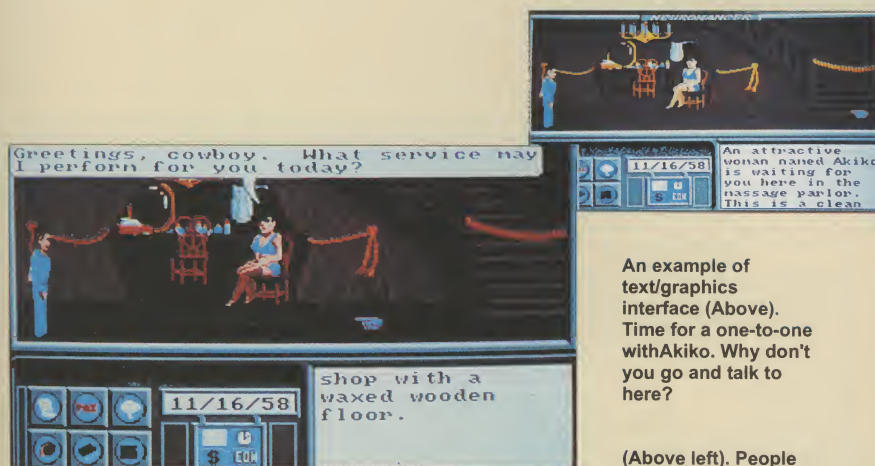 NEUROMANCER
11/16/58
$
An attractive
woman named Akiko
is waiting for
you here in the
massage parlor.
This is a clean
Greetings, cowboy. What service may
I perform for you today?
PAX
11/16/58
$
shop with a
waxed wooden
floor.
An example of
text/graphics
interface (Above).
Time for a one-to-one
withAkiko. Why don't
you go and talk to
here?
(Above left). People